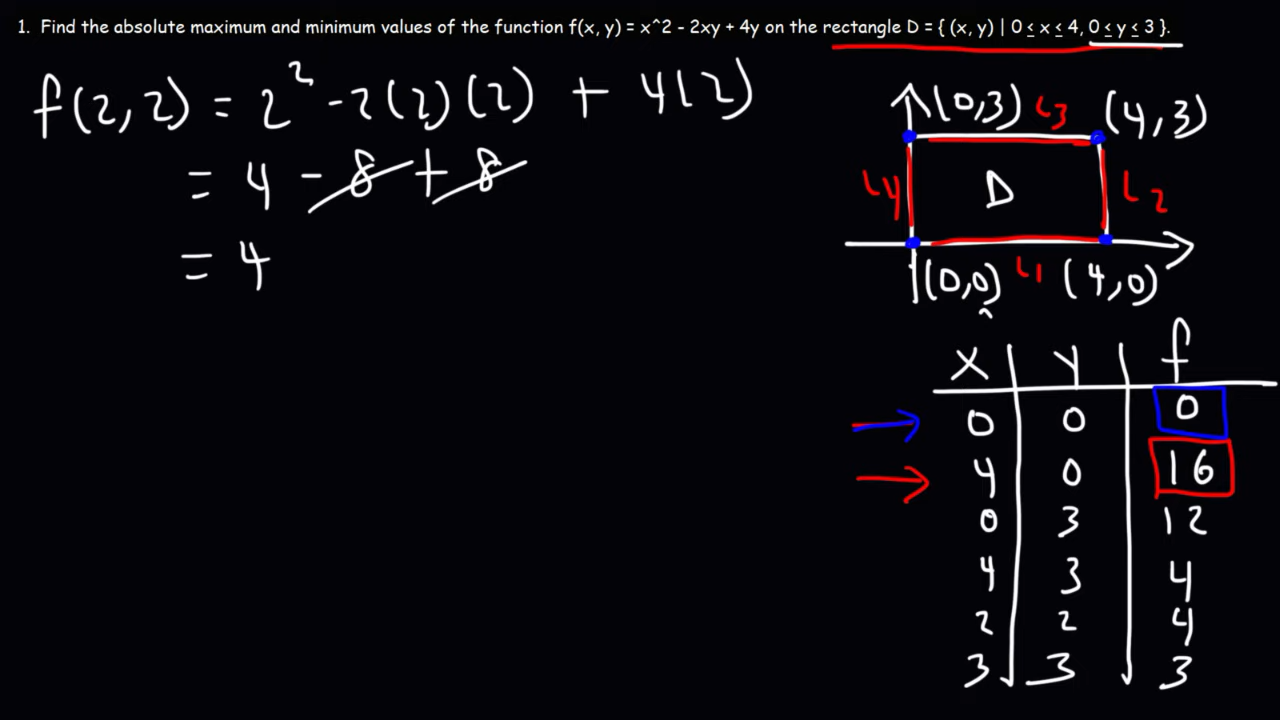 1. Find the absolute maximum and minimum values of the function f(x, y) = x^2 - 2xy + 4y on the rectangle D = { (x, y) | 0 ≤ x ≤ 4, 0 ≤ y ≤ 3 }.
f(2,2) = 2² -2(2)(2) + 4(2)
= 4 - 8 + 8
= 4
(0,3) L3 (4,3)
L4 D L2
(0,0) L1 (4,0)
x y f
0 0 0
4 0 16
0 3 12
4 3 4
2 2 4
3 3 3